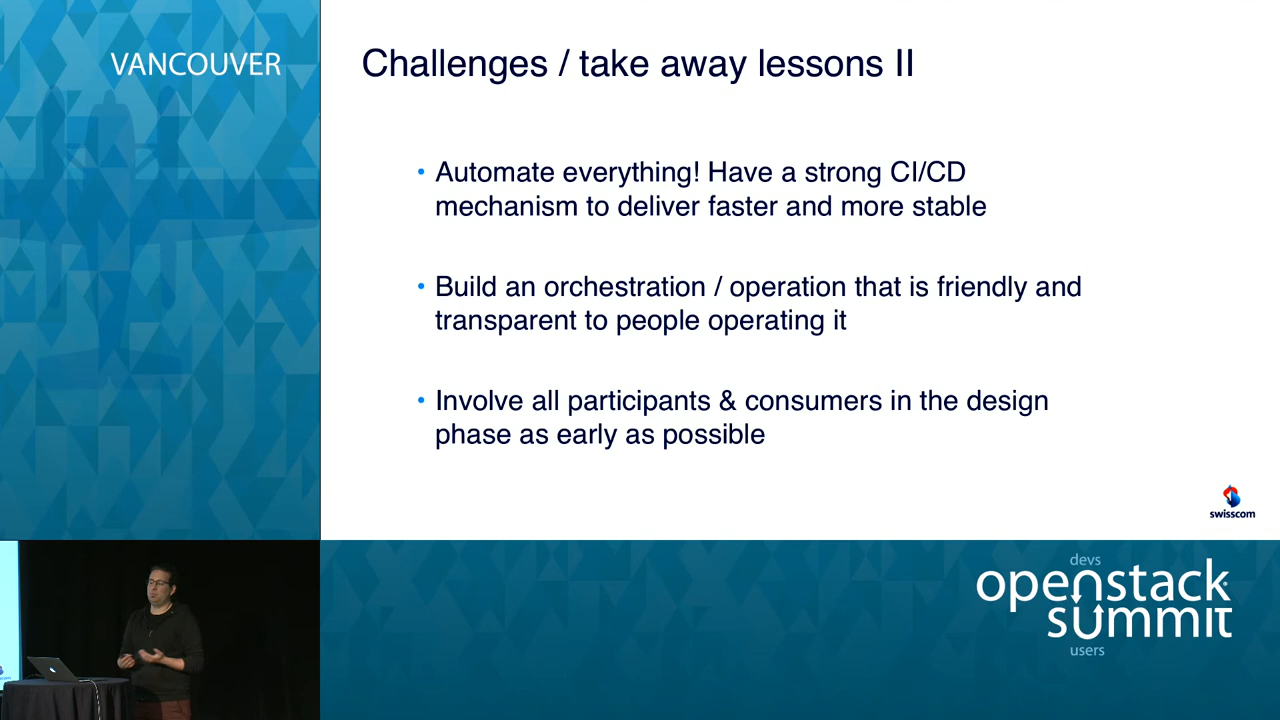 VANCOUVER
Challenges / take away lessons II
• Automate everything! Have a strong CI/CD
mechanism to deliver faster and more stable
• Build an orchestration / operation that is friendly and
transparent to people operating it
• Involve all participants & consumers in the design
phase as early as possible
swisscom
devs
openstack
summit
users